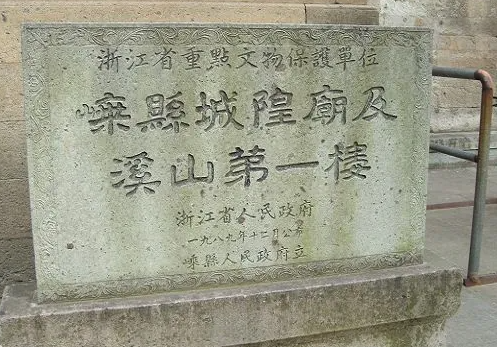 浙江省重點文物保護單位
嵊縣城隍廟及
溪山第一樓
浙江省人民政府
一九八九年十二月公布
嵊縣人民政府立